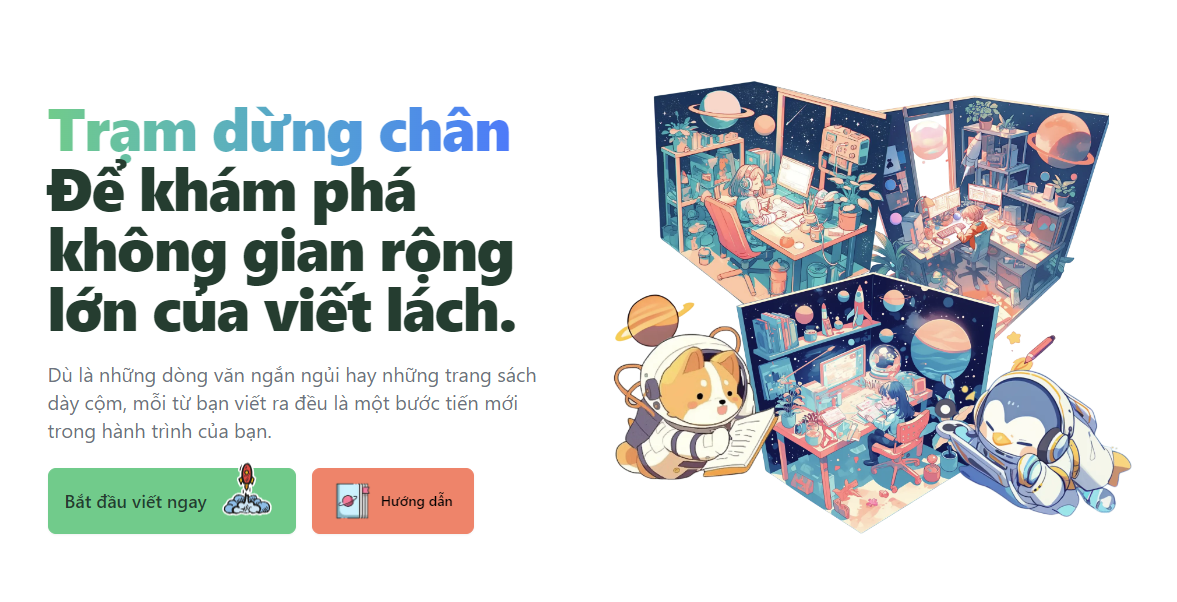 Trạm dừng chân
Để khám phá
không gian rộng
lớn của viết lách.
Dù là những dòng văn ngắn ngủi hay những trang sách
dày cộm, mỗi từ bạn viết ra đều là một bước tiến mới
trong hành trình của bạn.
Bắt đầu viết ngay
Hướng dẫn